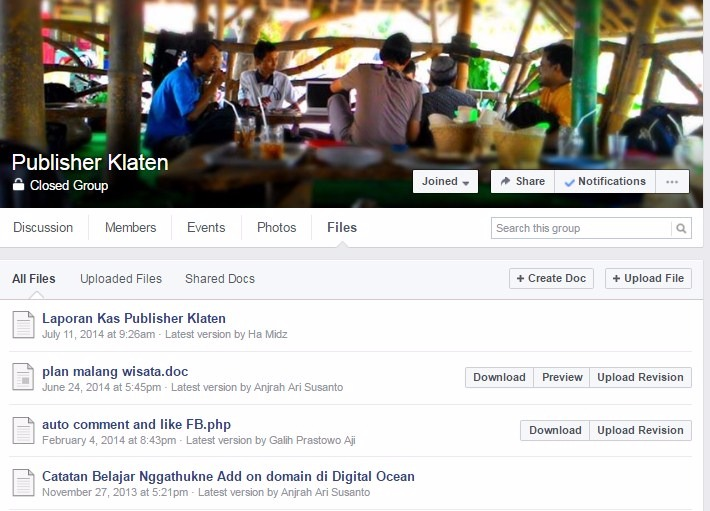 Publisher Klaten
Closed Group
Joined
Share
Notifications
Discussion Members Events Photos Files
Search this group
All Files Uploaded Files Shared Docs
+ Create Doc + Upload File
Laporan Kas Publisher Klaten
July 11, 2014 at 9:26am · Latest version by Ha Midz
plan malang wisata.doc
June 24, 2014 at 5:45pm · Latest version by Anjrah Ari Susanto
Download Preview Upload Revision
auto comment and like FB.php
February 4, 2014 at 8:43pm · Latest version by Galih Prastowo Aji
Download Upload Revision
Catatan Belajar Nggathukne Add on domain di Digital Ocean
November 27, 2013 at 5:21pm · Latest version by Anjrah Ari Susanto